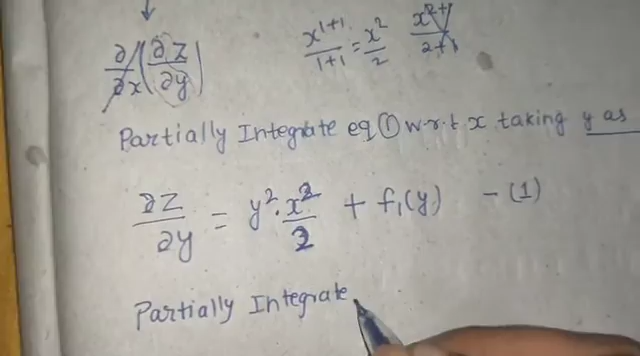 ∂/∂x (∂z/∂y)  x^(1+1)/(1+1) = x²/2  x^(2+1)/(2+1)
Partially Integrate eq ① w.r.t x taking y as
∂z/∂y = y² · x²/2 + f₁(y) - (1)
Partially Integrate